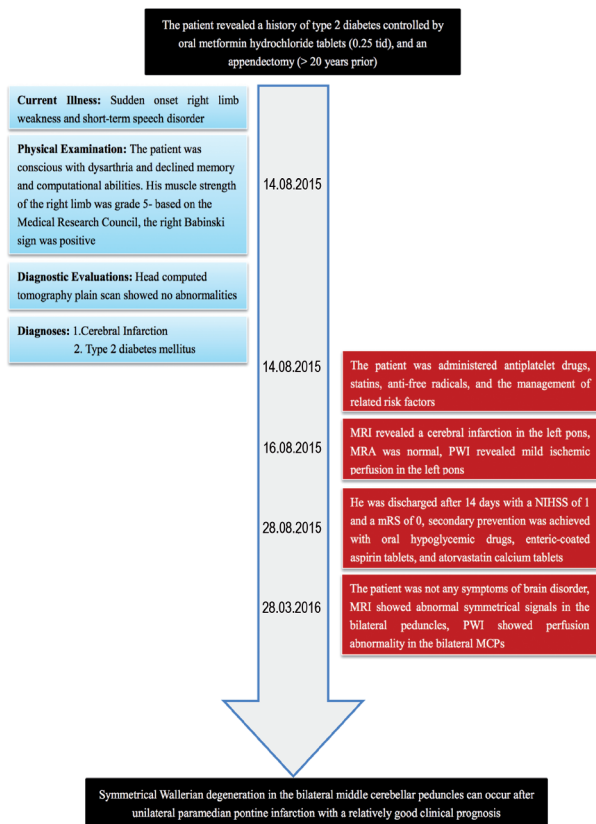 The patient revealed a history of type 2 diabetes controlled by
oral metformin hydrochloride tablets (0.25 tid), and an
appendectomy (> 20 years prior)
Current Illness: Sudden onset right limb
weakness and short-term speech disorder
Physical Examination: The patient was
conscious with dysarthria and declined memory
and computational abilities. His muscle strength
of the right limb was grade 5- based on the
Medical Research Council, the right Babinski
sign was positive
14.08.2015
Diagnostic Evaluations: Head computed
tomography plain scan showed no abnormalities
Diagnoses: 1.Cerebral Infarction
2. Type 2 diabetes mellitus
14.08.2015
The patient was administered antiplatelet drugs,
statins, anti-free radicals, and the management of
related risk factors
16.08.2015
MRI revealed a cerebral infarction in the left pons,
MRA was normal, PWI revealed mild ischemic
perfusion in the left pons
28.08.2015
He was discharged after 14 days with a NIHSS of 1
and a mRS of 0, secondary prevention was achieved
with oral hypoglycemic drugs, enteric-coated
aspirin tablets, and atorvastatin calcium tablets
28.03.2016
The patient was not any symptoms of brain disorder,
MRI showed abnormal symmetrical signals in the
bilateral peduncles, PWI showed perfusion
abnormality in the bilateral MCPs
Symmetrical Wallerian degeneration in the bilateral middle cerebellar peduncles can occur after
unilateral paramedian pontine infarction with a relatively good clinical prognosis